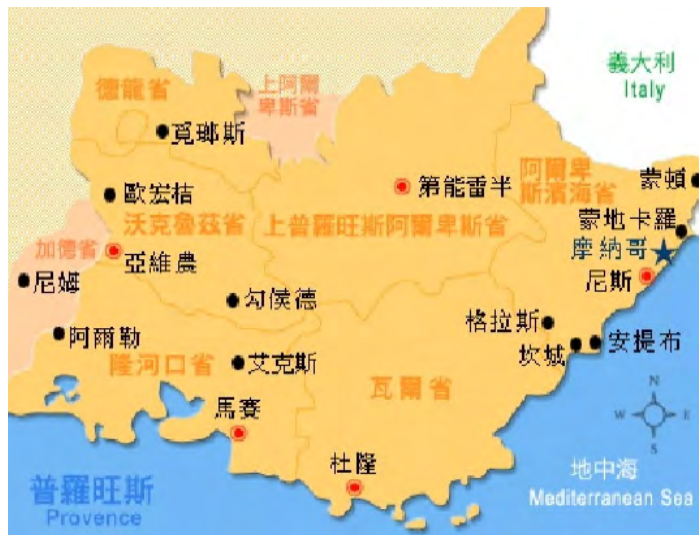 義大利
Italy
德龍省
上阿爾
卑斯省
覓瑯斯
第能雷半
阿爾卑
斯濱海省
蒙頓
歐宏桔
沃克魯茲省
上普羅旺斯阿爾卑斯省
蒙地卡羅
加德省
亞維農
摩納哥
尼斯
尼姆
勾侯德
格拉斯
阿爾勒
坎城
安提布
隆河口省
艾克斯
瓦爾省
馬賽
N
W
E
S
杜隆
地中海
Mediterranean Sea
普羅旺斯
Provence